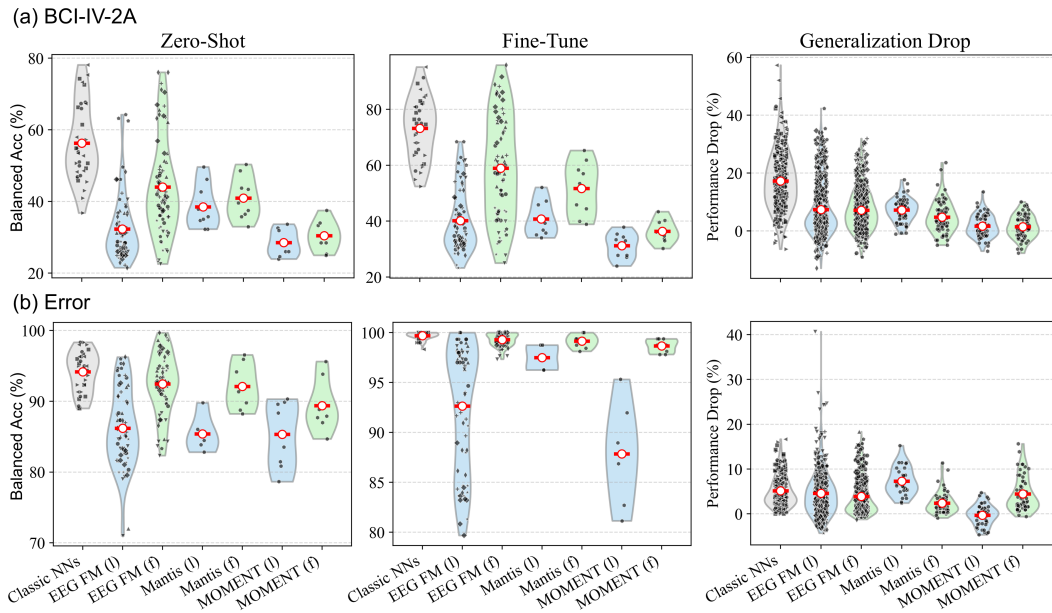 (a) BCI-IV-2A
Zero-Shot
Fine-Tune
Generalization Drop
Balanced Acc (%)
80
60
40
20
80
60
40
20
Performance Drop (%)
60
40
20
0
(b) Error
Balanced Acc (%)
100
90
80
70
100
95
90
85
80
Performance Drop (%)
40
30
20
10
0
Classic NNs
EEG FM (l)
EEG FM (f)
Mantis (l)
Mantis (f)
MOMENT (l)
MOMENT (f)
Classic NNs
EEG FM (l)
EEG FM (f)
Mantis (l)
Mantis (f)
MOMENT (l)
MOMENT (f)
Classic NNs
EEG FM (l)
EEG FM (f)
Mantis (l)
Mantis (f)
MOMENT (l)
MOMENT (f)